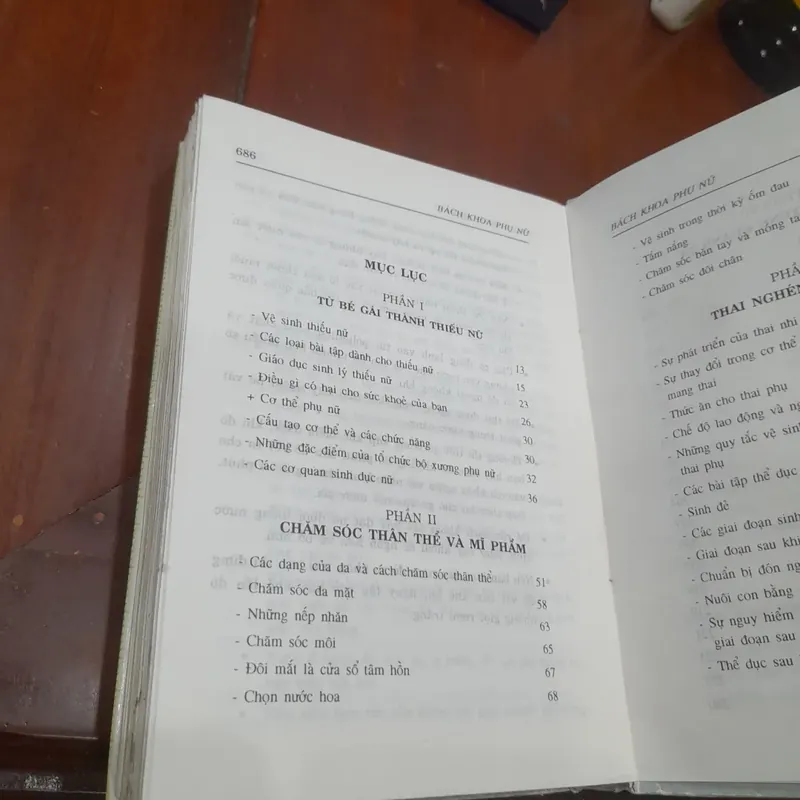 686
BÁCH KHOA PHỤ NỮ
MỤC LỤC
PHẦN I
TỪ BÉ GÁI THÀNH THIẾU NỮ
- Vệ sinh thiếu nữ 13
- Các loại bài tập dành cho thiếu nữ 15
- Giáo dục sinh lý thiếu nữ 23
- Điều gì có hại cho sức khoẻ của bạn 26
+ Cơ thể phụ nữ 30
- Cấu tạo cơ thể và các chức năng 30
- Những đặc điểm của tổ chức bộ xương phụ nữ 32
- Các cơ quan sinh dục nữ 36
PHẦN II
CHĂM SÓC THÂN THỂ VÀ MĨ PHẨM
+ Các dạng của da và cách chăm sóc thân thể 51
- Chăm sóc da mặt 58
- Những nếp nhăn 63
- Chăm sóc môi 65
- Đôi mắt là cửa sổ tâm hồn 67
- Chọn nước hoa 68
BÁCH KHOA PHỤ NỮ
- Vệ sinh trong thời kỳ ốm đau
- Tắm nắng
- Chăm sốc bàn tay và móng ta
- Chăm sóc đôi chân
PHẦ
THAI NGHÉN
- Sự phát triển của thai nhi
- Sự thay đổi trong cơ thể
mang thai
- Thức ăn cho thai phụ
- Chế độ lao động và ng
- Những quy tắc vệ sinh
thai phụ
- Các bài tập thể dục
- Sinh đẻ
- Các giai đoạn sinh
- Giai đoạn sau khi
- Chuẩn bị đón ng
- Nuôi con bằng
- Sự nguy hiểm
giai đoạn sau
- Thể dục sau